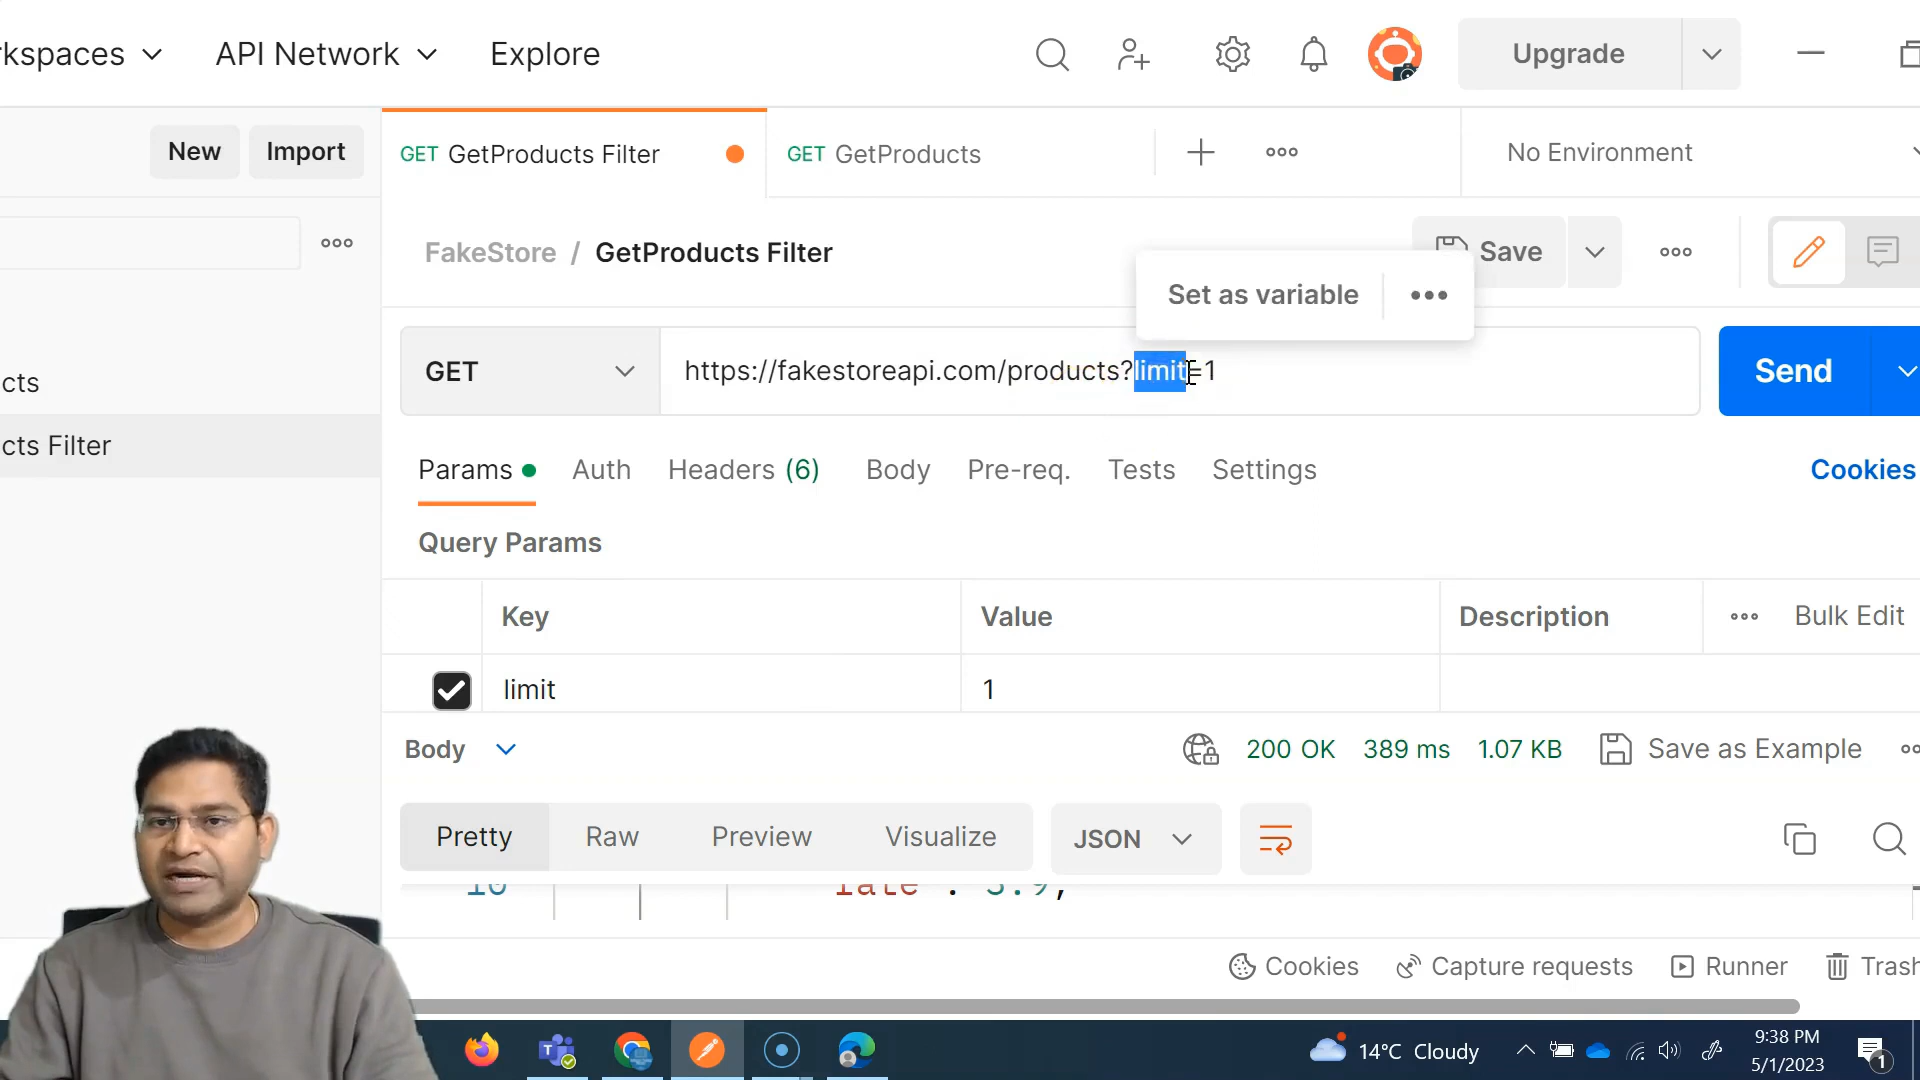 kspaces
API Network
Explore
Upgrade
New
Import
GET GetProducts Filter
GET GetProducts
No Environment
FakeStore / GetProducts Filter
Save
Set as variable
GET
https://fakestoreapi.com/products?limit=1
Send
cts
cts Filter
Params
Auth
Headers (6)
Body
Pre-req.
Tests
Settings
Cookies
Query Params
Key
Value
Description
Bulk Edit
limit
1
Body
200 OK
389 ms
1.07 KB
Save as Example
Pretty
Raw
Preview
Visualize
JSON
Cookies
Capture requests
Runner
Trash
14°C Cloudy
9:38 PM
5/1/2023
1